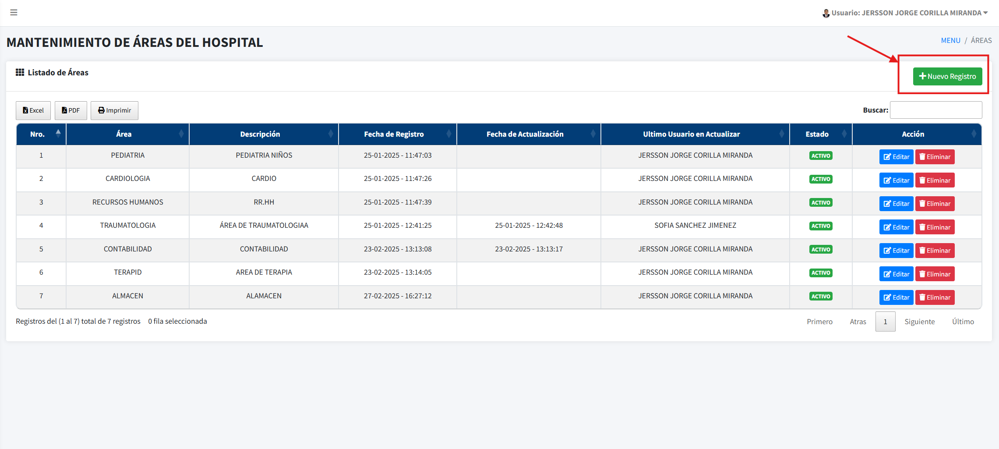 Usuario: JERSSON JORGE CORILLA MIRANDA
MANTENIMIENTO DE ÁREAS DEL HOSPITAL
MENU / ÁREAS
Listado de Áreas
Nuevo Registro
Excel PDF Imprimir
Buscar:
Nro. Área Descripción Fecha de Registro Fecha de Actualización Ultimo Usuario en Actualizar Estado Acción
1 PEDIATRIA PEDIATRIA NIÑOS 25-01-2025 - 11:47:03 JERSSON JORGE CORILLA MIRANDA ACTIVO Editar Eliminar
2 CARDIOLOGIA CARDIO 25-01-2025 - 11:47:26 JERSSON JORGE CORILLA MIRANDA ACTIVO Editar Eliminar
3 RECURSOS HUMANOS RR.HH 25-01-2025 - 11:47:39 JERSSON JORGE CORILLA MIRANDA ACTIVO Editar Eliminar
4 TRAUMATOLOGIA ÁREA DE TRAUMATOLOGIAA 25-01-2025 - 12:41:25 25-01-2025 - 12:42:48 SOFIA SANCHEZ JIMENEZ ACTIVO Editar Eliminar
5 CONTABILIDAD CONTABILIDAD 23-02-2025 - 13:13:08 23-02-2025 - 13:13:17 JERSSON JORGE CORILLA MIRANDA ACTIVO Editar Eliminar
6 TERAPID AREA DE TERAPIA 23-02-2025 - 13:14:05 JERSSON JORGE CORILLA MIRANDA ACTIVO Editar Eliminar
7 ALMACEN ALAMACEN 27-02-2025 - 16:27:12 JERSSON JORGE CORILLA MIRANDA ACTIVO Editar Eliminar
Registros del (1 al 7) total de 7 registros 0 fila seleccionada
Primero Atras 1 Siguiente Último